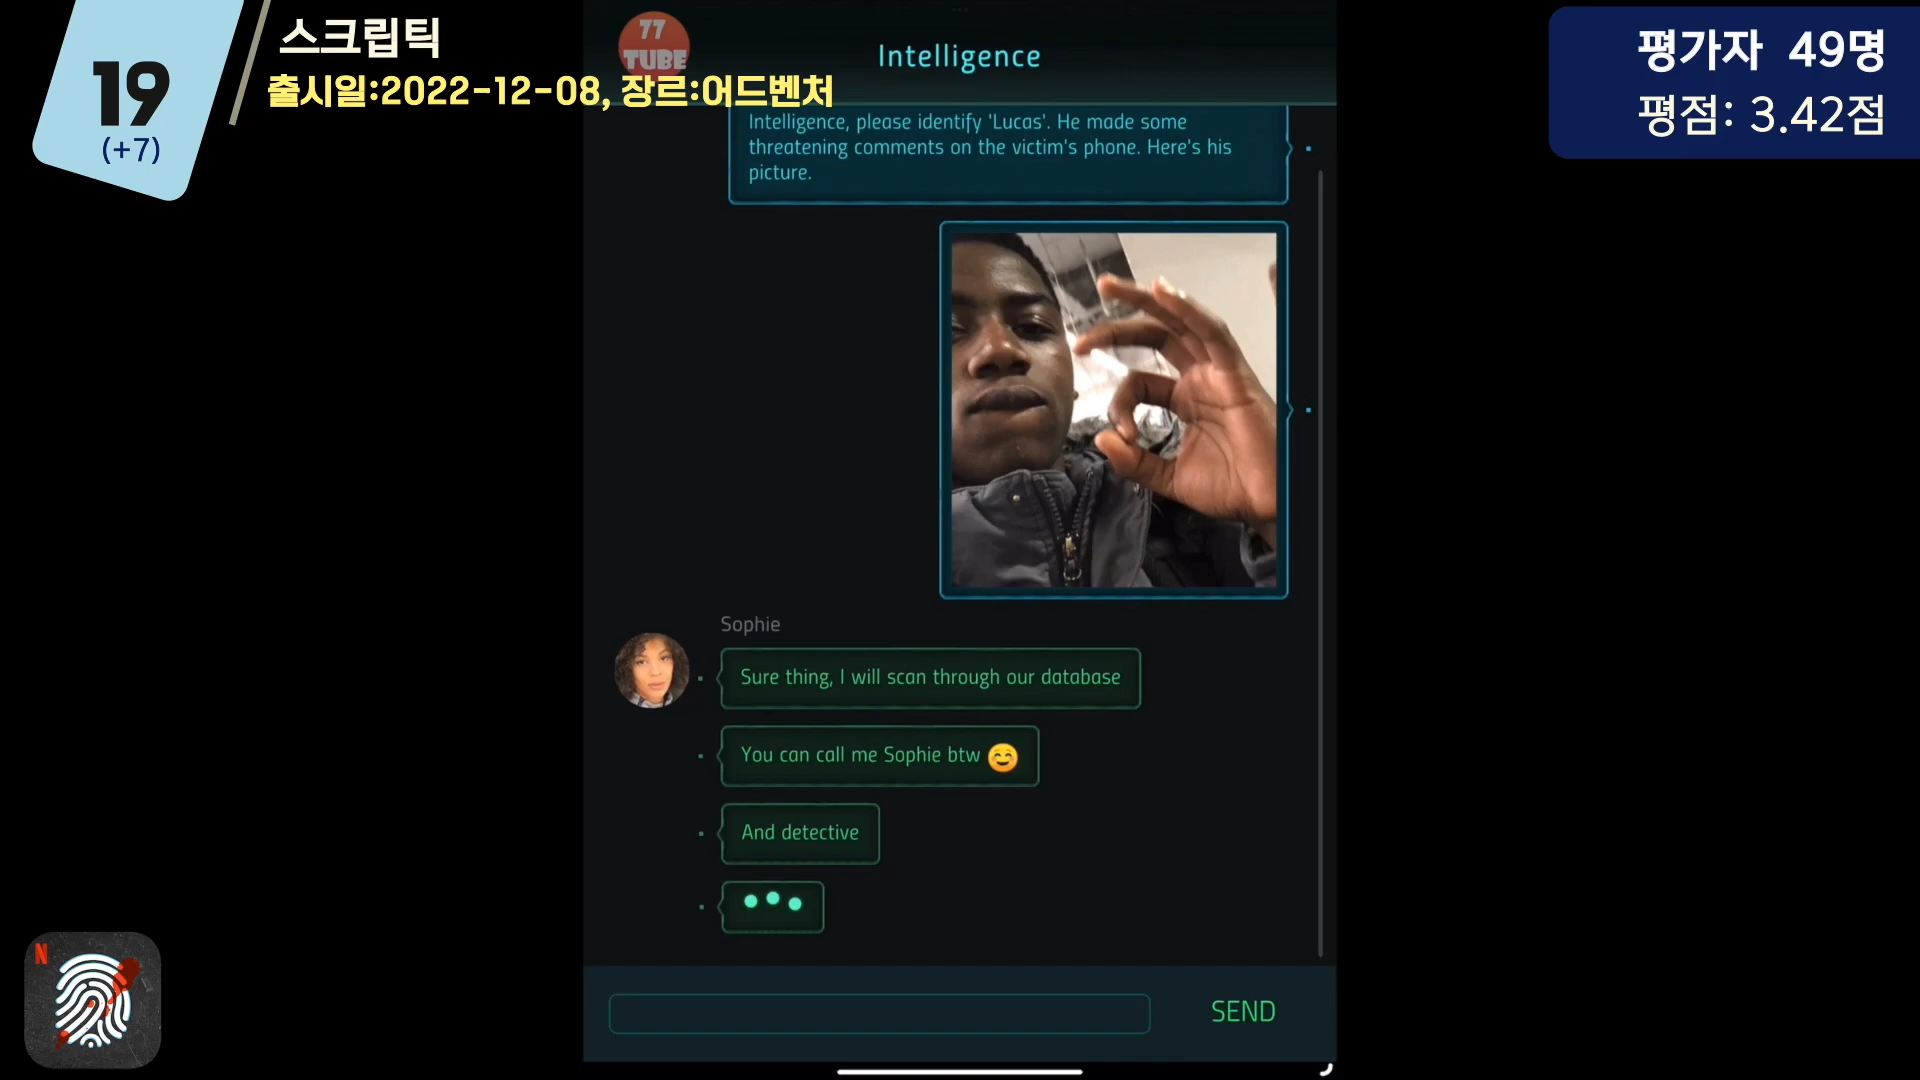 19
(+7)
스크립틱
출시일:2022-12-08, 장르:어드벤처
77
TUBE
Intelligence
평가자 49명
평점: 3.42점
Intelligence, please identify 'Lucas'. He made some
threatening comments on the victim's phone. Here's his
picture.
Sophie
Sure thing, I will scan through our database
You can call me Sophie btw 😊
And detective
SEND
N